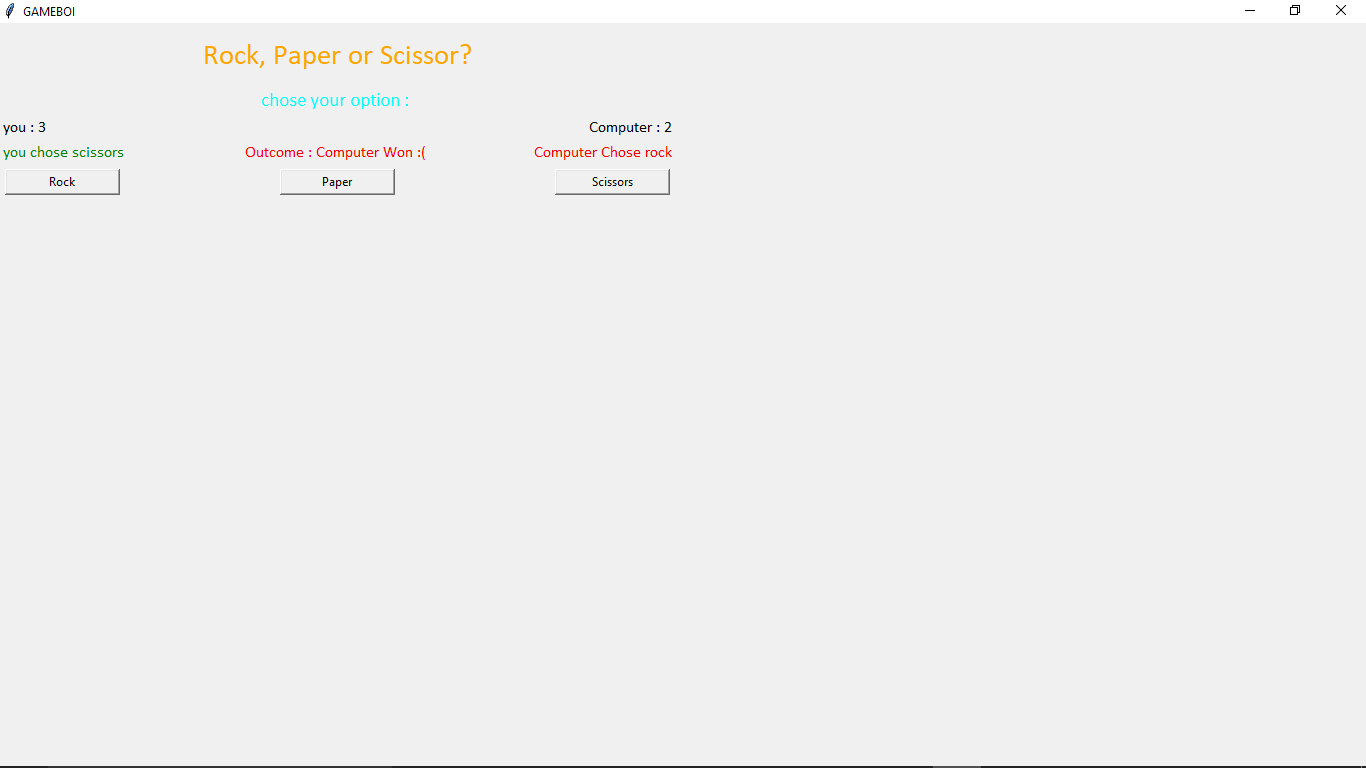 GAMEBOI
Rock, Paper or Scissor?
chose your option :
you : 3 Computer : 2
you chose scissors Outcome : Computer Won :( Computer Chose rock
Rock Paper Scissors